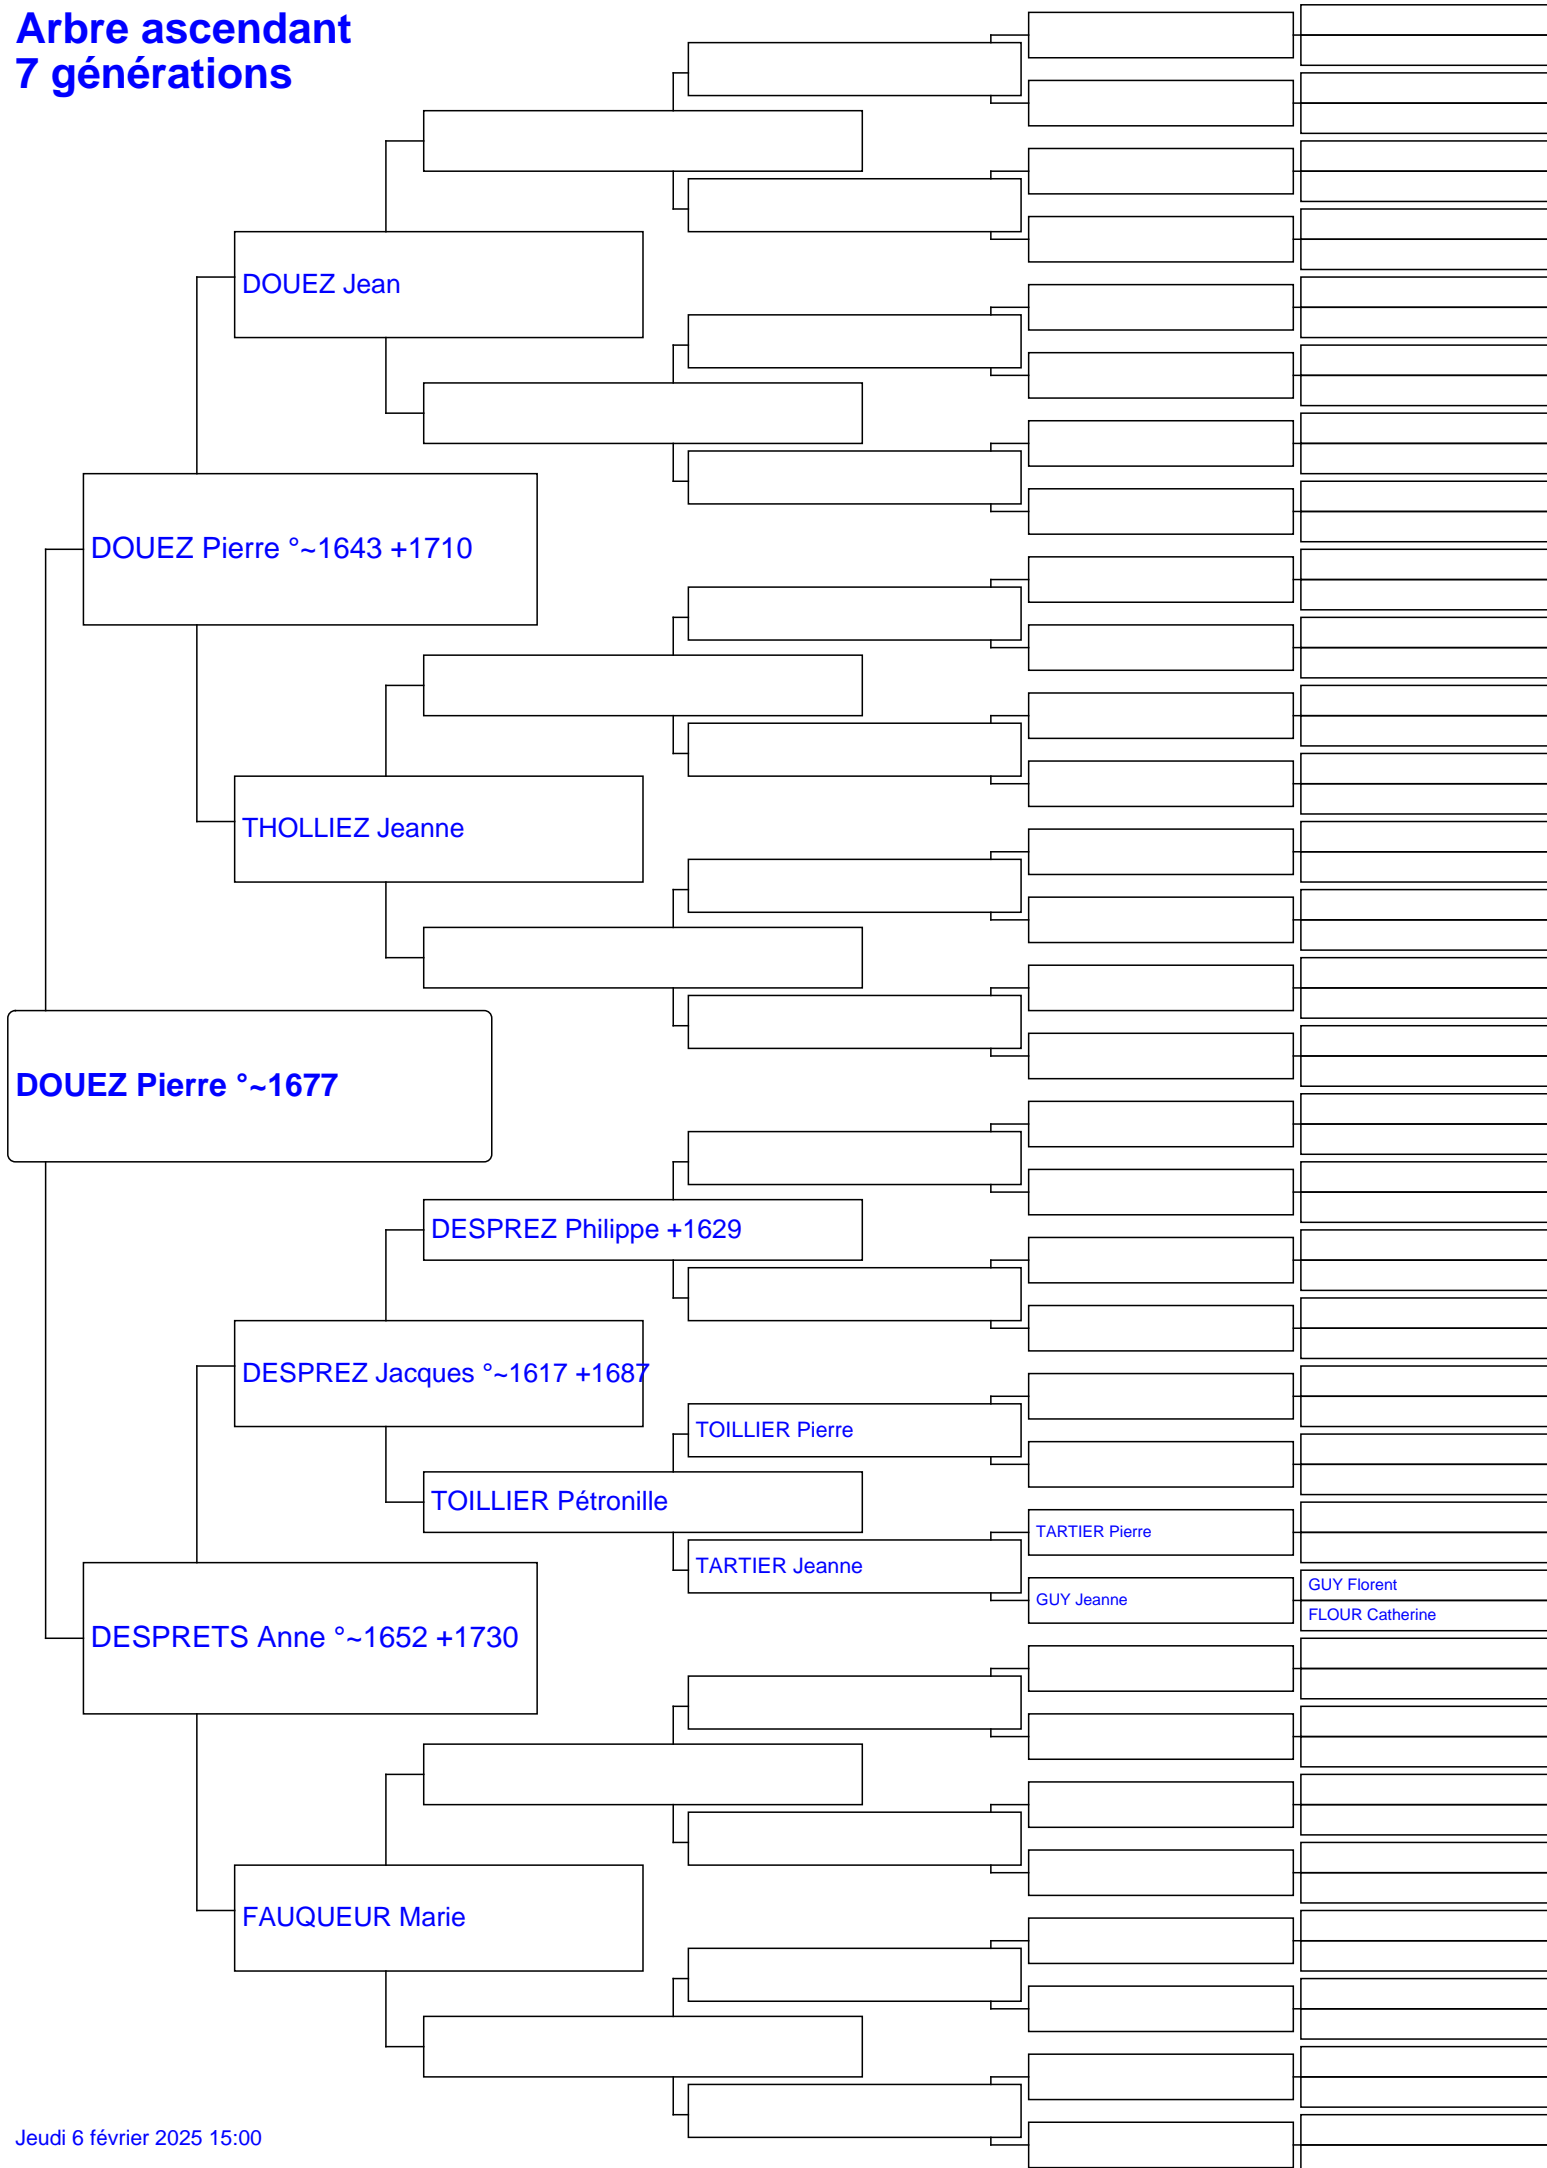 Arbre ascendant
7 générations
DOUEZ Jean
DOUEZ Pierre °~1643 +1710
THOLLIEZ Jeanne
DOUEZ Pierre °~1677
DESPREZ Philippe +1629
DESPREZ Jacques °~1617 +1687
TOILLIER Pierre
TOILLIER Pétronille
TARTIER Pierre
TARTIER Jeanne
GUY Florent
GUY Jeanne
FLOUR Catherine
DESPRETS Anne °~1652 +1730
FAUQUEUR Marie
Jeudi 6 février 2025 15:00